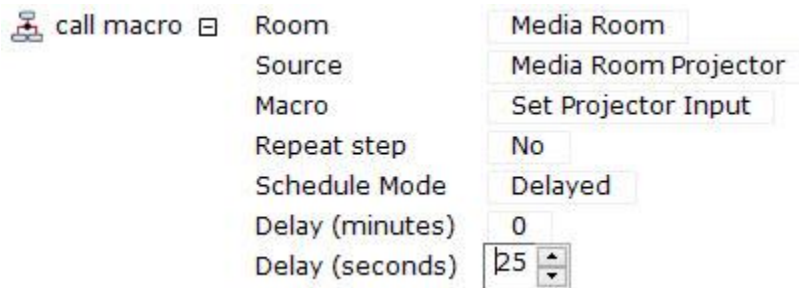 call macro Room Media Room
Source Media Room Projector
Macro Set Projector Input
Repeat step No
Schedule Mode Delayed
Delay (minutes) 0
Delay (seconds) 25